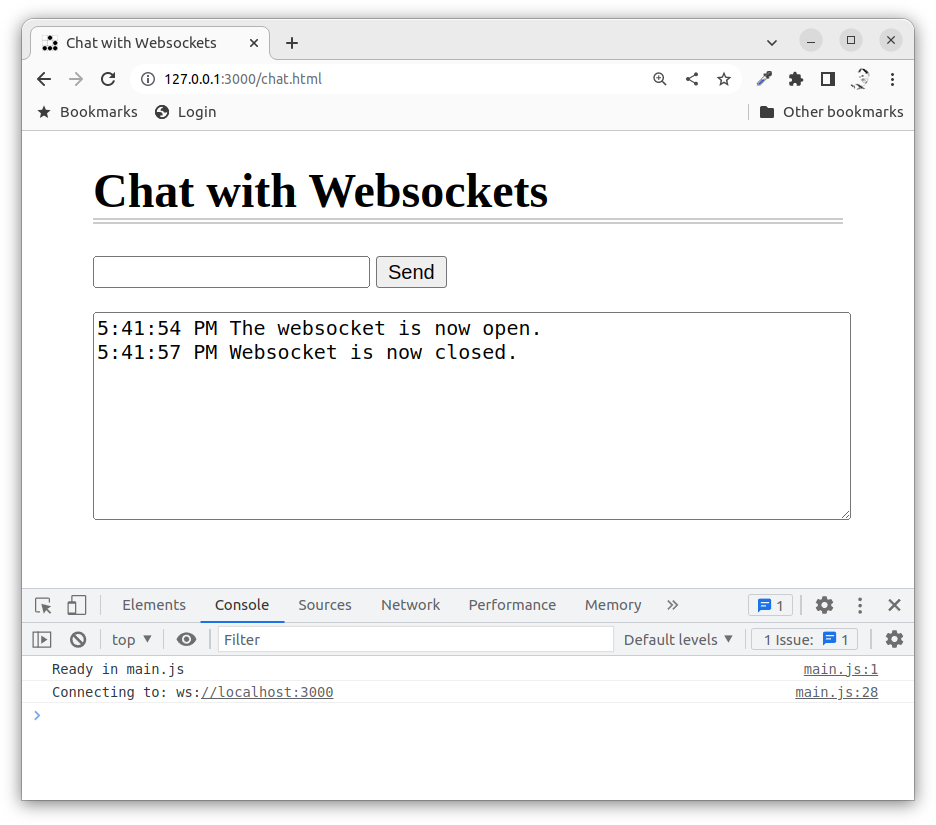 Chat with Websockets
127.0.0.1:3000/chat.html
Bookmarks Login Other bookmarks
Chat with Websockets
Send
5:41:54 PM The websocket is now open.
5:41:57 PM Websocket is now closed.
Elements Console Sources Network Performance Memory 1
top Filter Default levels 1 Issue: 1
Ready in main.js main.js:1
Connecting to: ws://localhost:3000 main.js:28